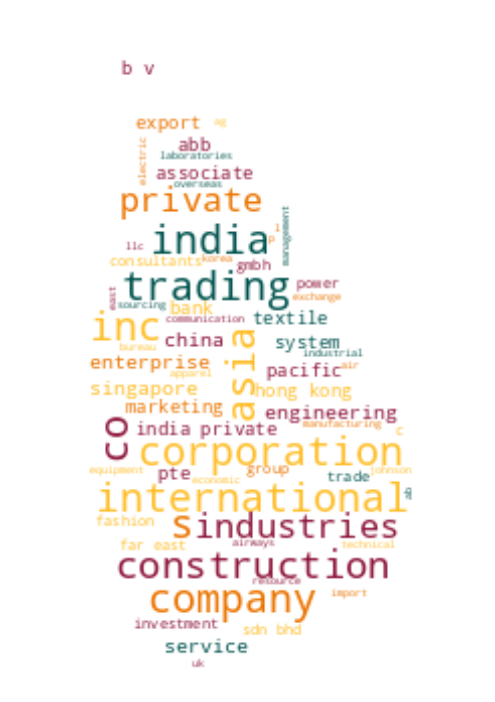 b v
export ag
electric
abb
laboratories
associate
overseas
private
management
india
i
p
llc
consultants korea gmbh
trading power
east
exchange
sourcing bank
inc communication textile
bureau china asia system
industrial
enterprise pacific air
apparel
singapore hong kong
marketing engineering
co india private manufacturing
c
corporation
equipment pte group trade johnson
economic
international
ab
fashion s industries
far east airways technical
construction
resource
company import
investment sdn bhd
service
uk